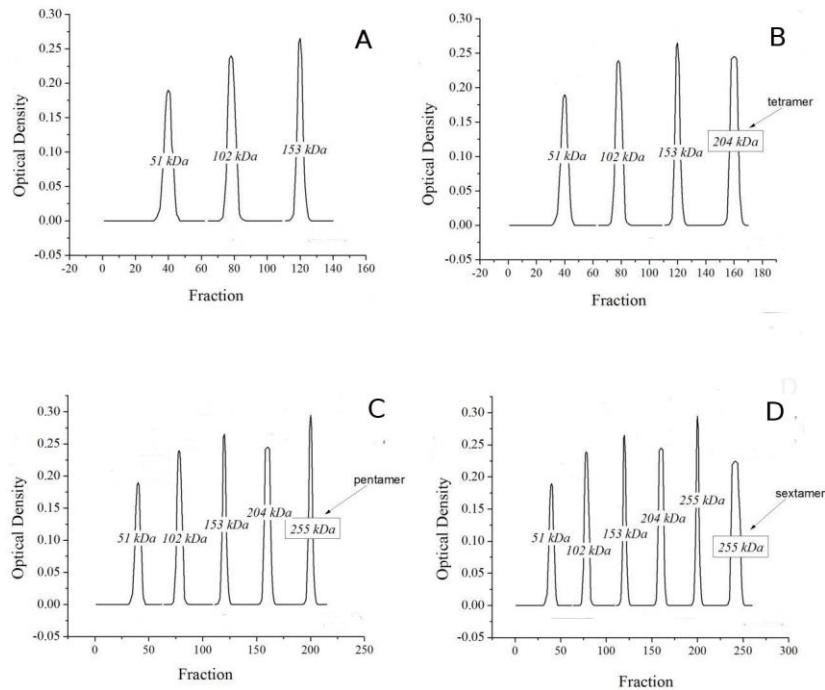 A
Optical Density
0.30
0.25
0.20
0.15
0.10
0.05
0.00
-0.05
51 kDa
102 kDa
153 kDa
-20 0 20 40 60 80 100 120 140 160
Fraction
B
Optical Density
0.30
0.25
0.20
0.15
0.10
0.05
0.00
-0.05
51 kDa
102 kDa
153 kDa
204 kDa
tetramer
-20 0 20 40 60 80 100 120 140 160 180
Fraction
C
Optical Density
0.30
0.25
0.20
0.15
0.10
0.05
0.00
-0.05
51 kDa
102 kDa
153 kDa
204 kDa
255 kDa
pentamer
0 50 100 150 200 250
Fraction
D
Optical Density
0.30
0.25
0.20
0.15
0.10
0.05
0.00
-0.05
51 kDa
102 kDa
153 kDa
204 kDa
255 kDa
255 kDa
sextamer
0 50 100 150 200 250 300
Fraction